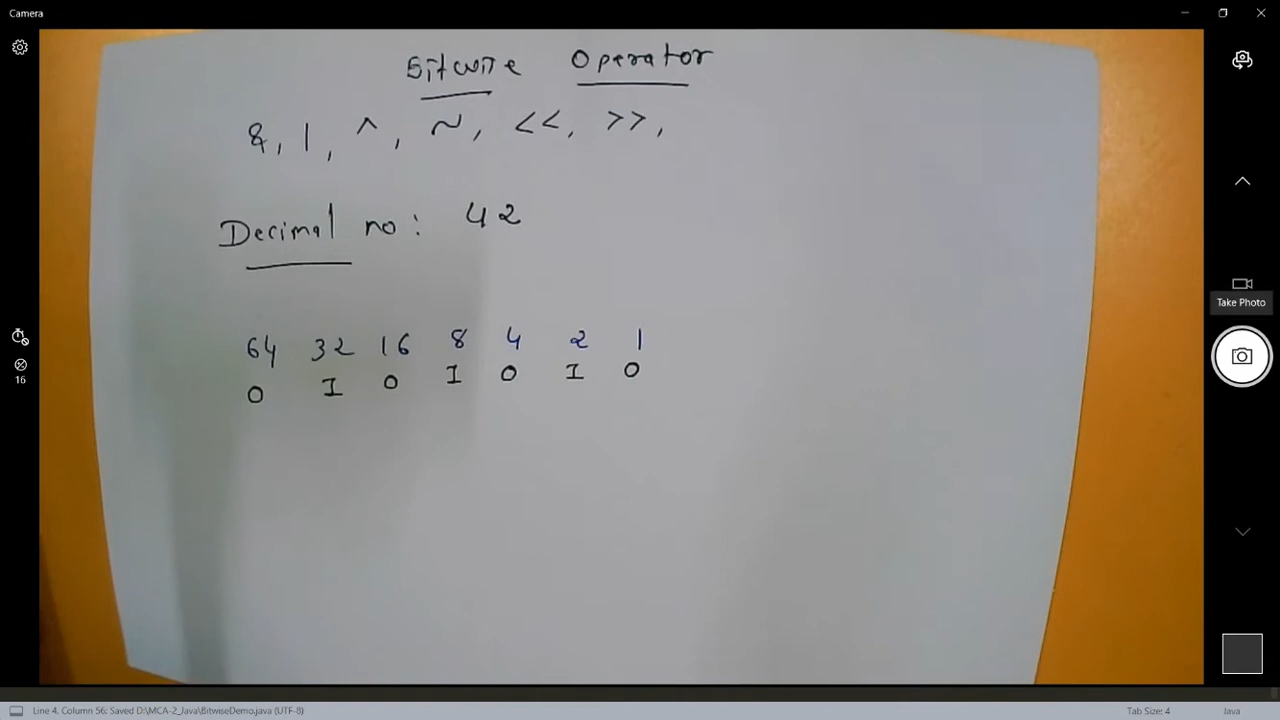 Camera
Bitwise Operator
&, |, ^, ~, <<, >>,
Decimal no: 42
Take Photo
64 32 16 8 4 2 1
0 1 0 1 0 1 0
16
Line 4, Column 56: Saved D:\MCA-2_Java\BitwiseDemo.java (UTF-8)
Tab Size: 4
Java